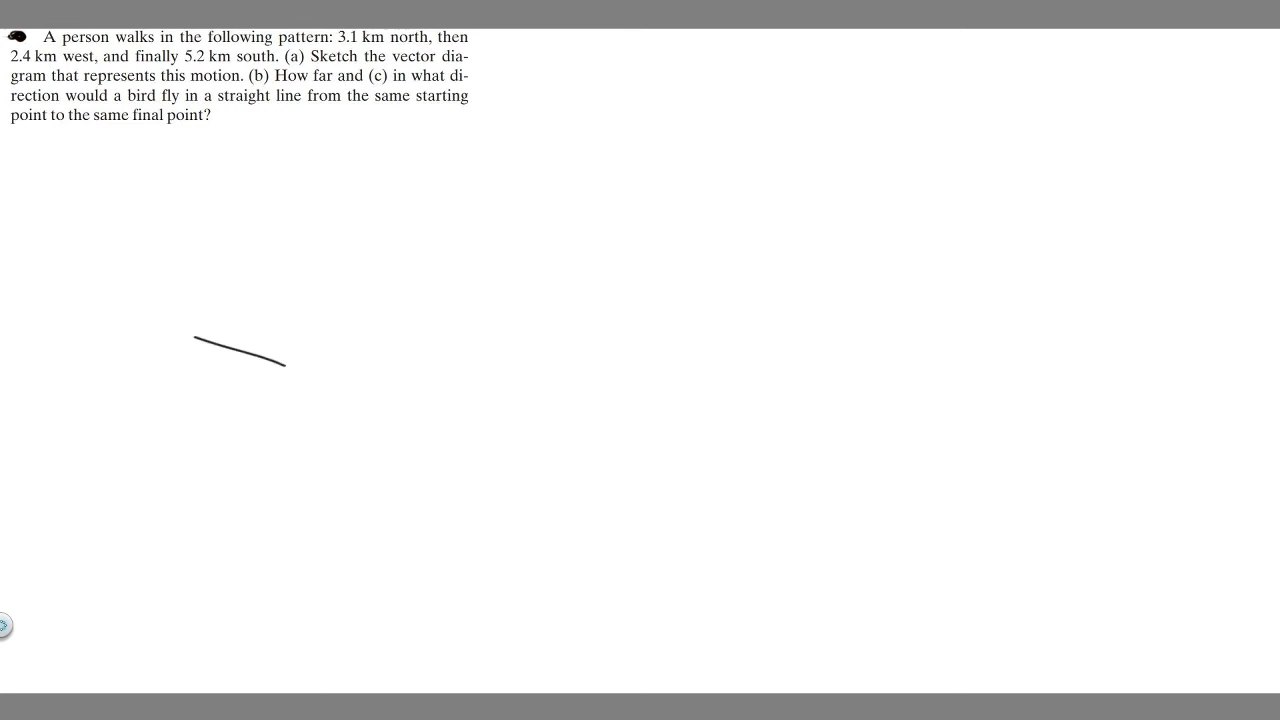 A person walks in the following pattern: 3.1 km north, then
2.4 km west, and finally 5.2 km south. (a) Sketch the vector dia-
gram that represents this motion. (b) How far and (c) in what di-
rection would a bird fly in a straight line from the same starting
point to the same final point?